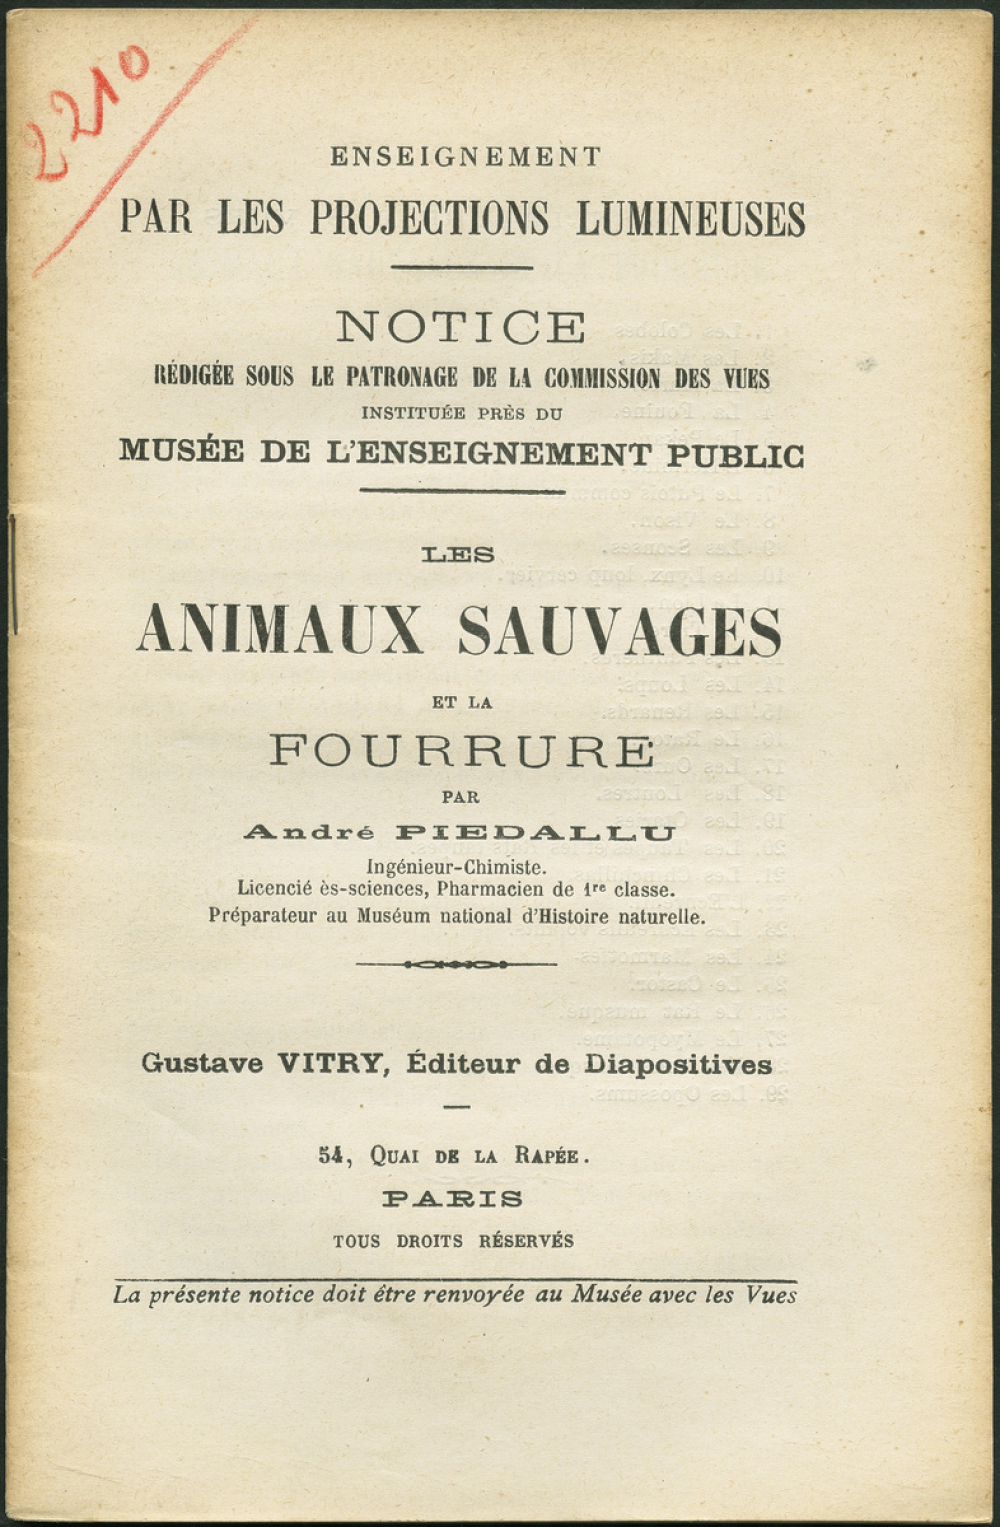 2210
ENSEIGNEMENT
PAR LES PROJECTIONS LUMINEUSES
NOTICE
RÉDIGÉE SOUS LE PATRONAGE DE LA COMMISSION DES VUES
INSTITUÉE PRÈS DU
MUSÉE DE L'ENSEIGNEMENT PUBLIC
LES
ANIMAUX SAUVAGES
ET LA
FOURRURE
PAR
André PIEDALLU
Ingénieur-Chimiste.
Licencié ès-sciences, Pharmacien de 1re classe.
Préparateur au Muséum national d'Histoire naturelle.
Gustave VITRY, Éditeur de Diapositives
54, QUAI DE LA RAPÉE.
PARIS
TOUS DROITS RÉSERVÉS
La présente notice doit être renvoyée au Musée avec les Vues